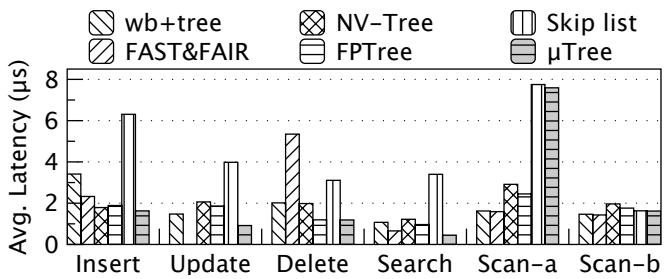 wb+tree NV-Tree Skip list
FAST&FAIR FPTree μTree
Avg. Latency (μs)
8
6
4
2
0
Insert Update Delete Search Scan-a Scan-b